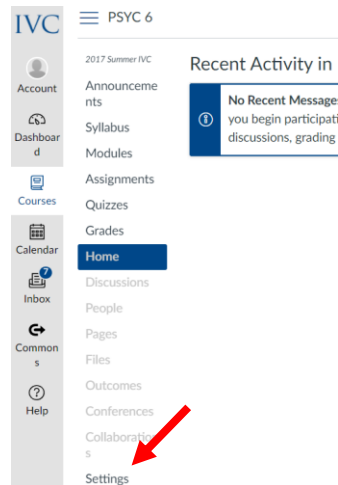 IVC
PSYC 6
Account
Dashboar
d
Courses
Calendar
7
Inbox
Common
s
Help
2017 Summer IVC
Announceme
nts
Syllabus
Modules
Assignments
Quizzes
Grades
Home
Discussions
People
Pages
Files
Outcomes
Conferences
Collaboration
s
Settings
Recent Activity in
No Recent Messages
you begin participati
discussions, grading